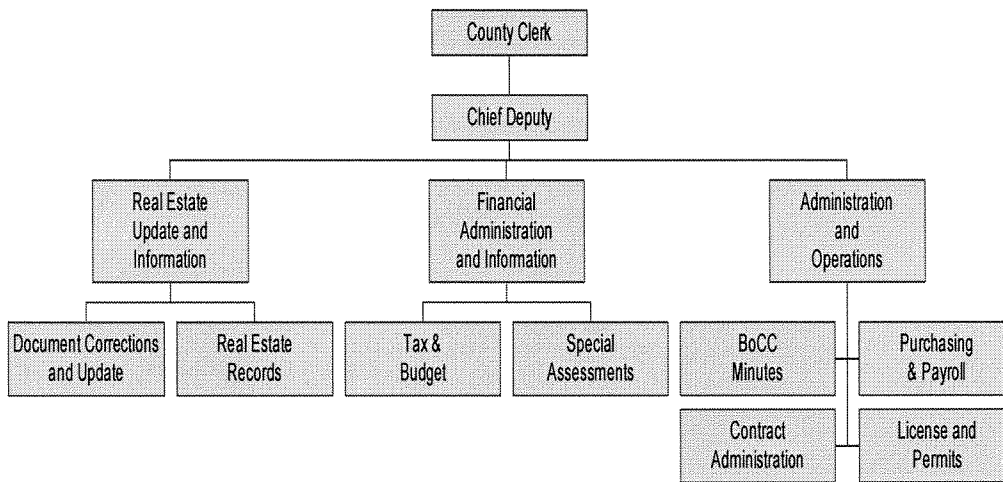 County Clerk
Chief Deputy
Real Estate
Update and
Information
Financial
Administration
and Information
Administration
and
Operations
Document Corrections
and Update
Real Estate
Records
Tax &
Budget
Special
Assessments
BoCC
Minutes
Purchasing
& Payroll
Contract
Administration
License and
Permits